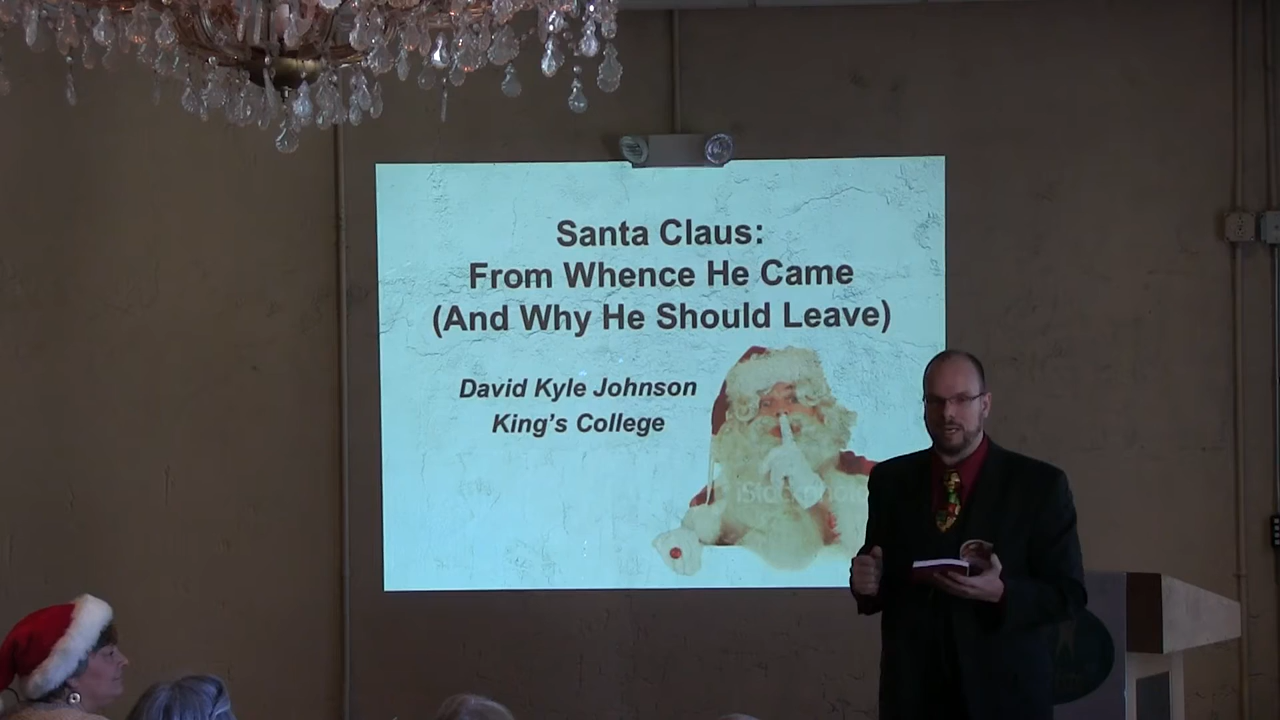 Santa Claus:
From Whence He Came
(And Why He Should Leave)
David Kyle Johnson
King's College